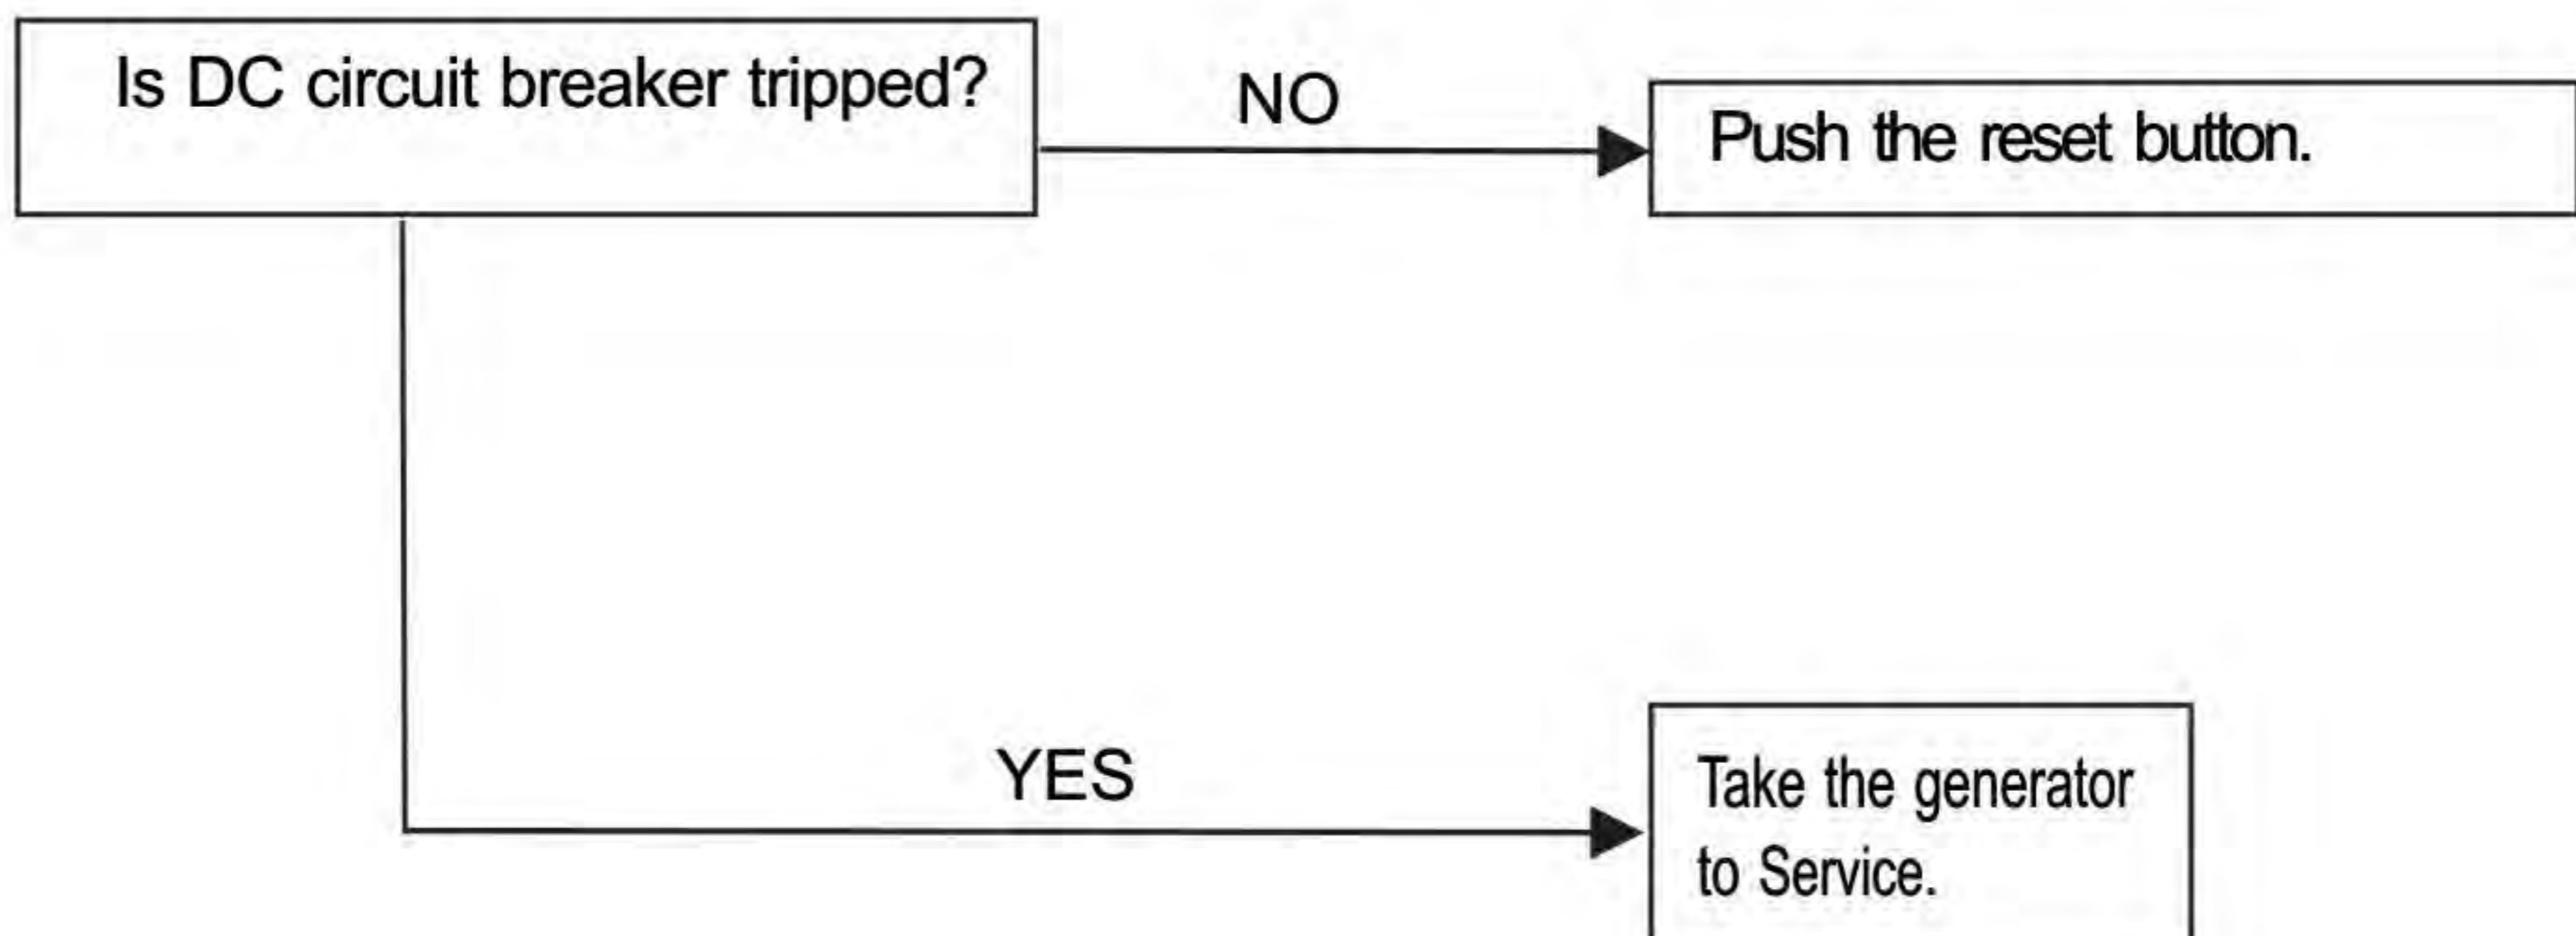 Is DC circuit breaker tripped?
NO
Push the reset button.
YES
Take the generator
to Service.